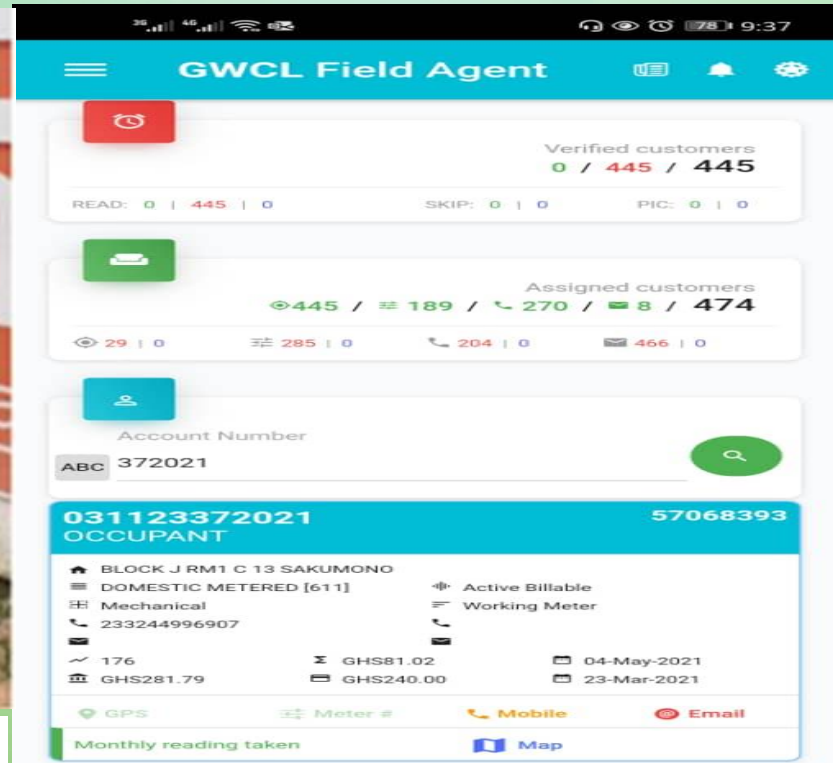 3G 4G 78 9:37
GWCL Field Agent
Verified customers
0 / 445 / 445
READ: 0 | 445 | 0 SKIP: 0 | 0 PIC: 0 | 0
Assigned customers
445 / 189 / 270 / 8 / 474
29 | 0 285 | 0 204 | 0 466 | 0
Account Number
ABC 372021
031123372021 57068393
OCCUPANT
BLOCK J RM1 C 13 SAKUMONO
DOMESTIC METERED [611] Active Billable
Mechanical Working Meter
233244996907
176 Σ GHS81.02 04-May-2021
GHS281.79 GHS240.00 23-Mar-2021
GPS Meter # Mobile Email
Monthly reading taken Map